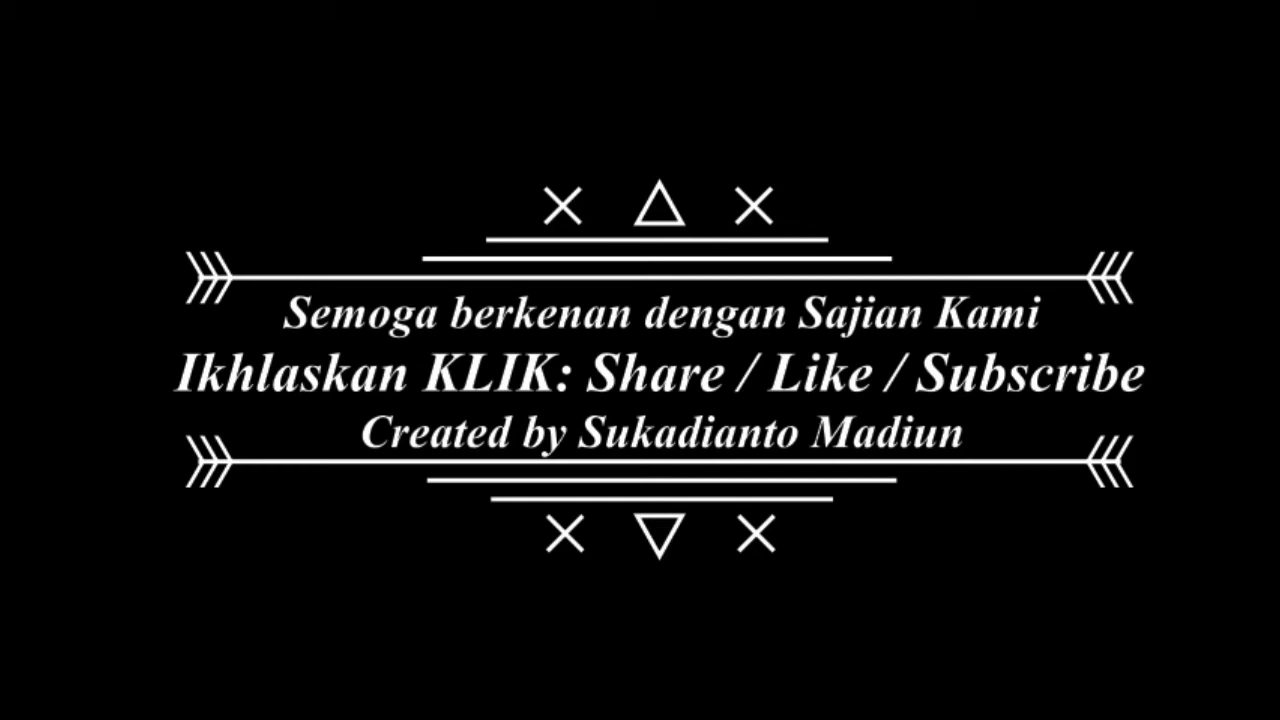 Semoga berkenan dengan Sajian Kami
Ikhlaskan KLIK: Share / Like / Subscribe
Created by Sukadianto Madiun